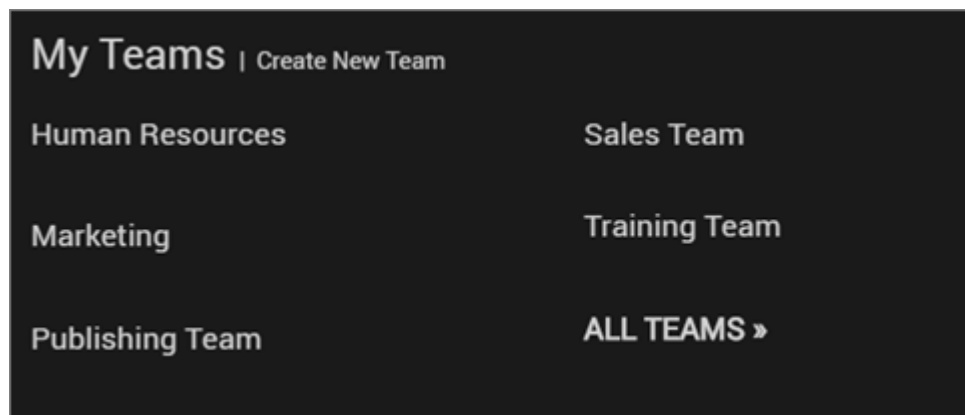 My Teams | Create New Team
Human Resources
Marketing
Publishing Team
Sales Team
Training Team
ALL TEAMS »